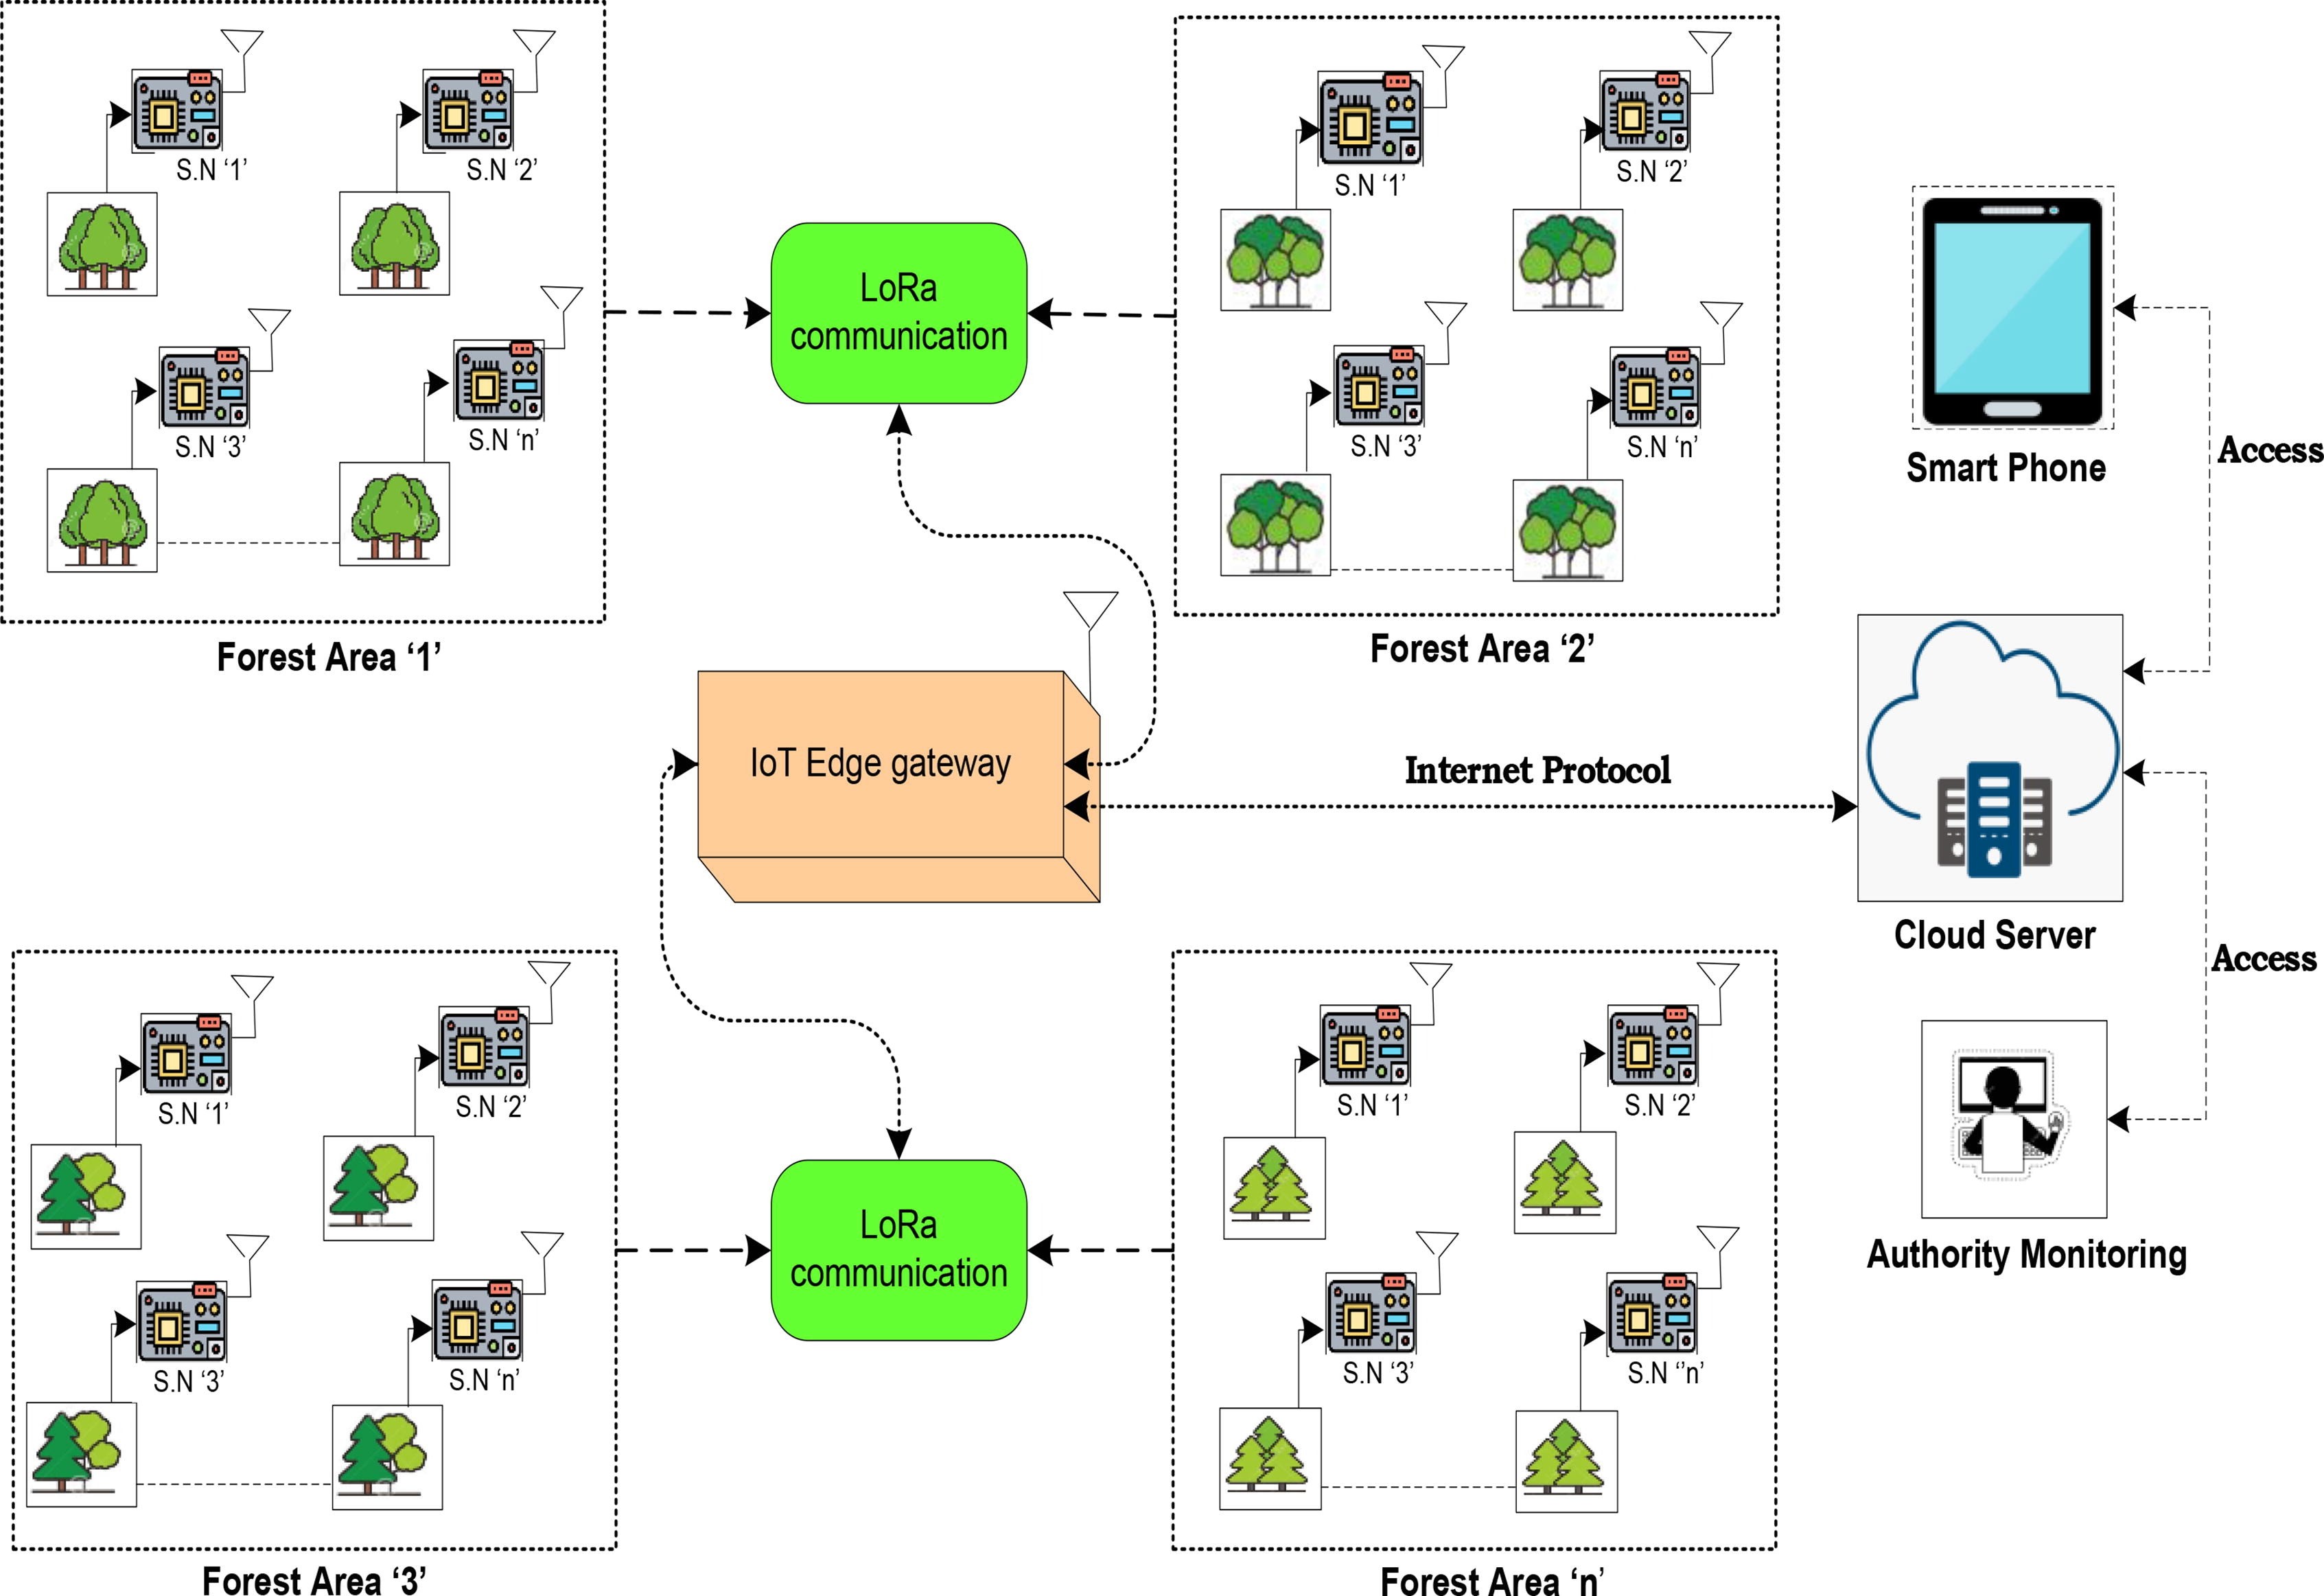 S.N ‘1’
S.N ‘2’
S.N ‘3’
S.N ‘n’
Forest Area ‘1’
LoRa
communication
S.N ‘1’
S.N ‘2’
S.N ‘3’
S.N ‘n’
Forest Area ‘2’
Smart Phone
Access
IoT Edge gateway
Internet Protocol
Cloud Server
Access
Authority Monitoring
S.N ‘1’
S.N ‘2’
S.N ‘3’
S.N ‘n’
Forest Area ‘3’
LoRa
communication
S.N ‘1’
S.N ‘2’
S.N ‘3’
S.N ‘’n’
Forest Area ‘n’